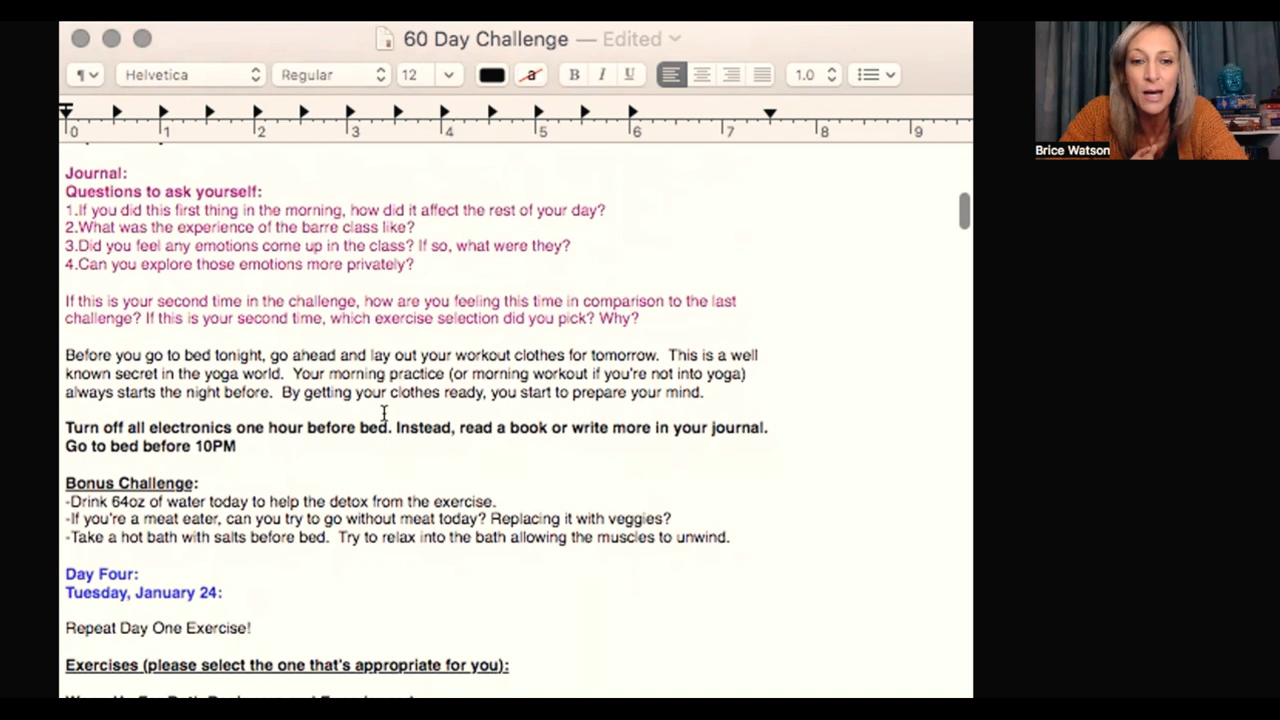 60 Day Challenge — Edited
¶ Helvetica Regular 12 a B I U 1.0
0 1 2 3 4 5 6 7 8 9
Brice Watson
Journal:
Questions to ask yourself:
1.If you did this first thing in the morning, how did it affect the rest of your day?
2.What was the experience of the barre class like?
3.Did you feel any emotions come up in the class? If so, what were they?
4.Can you explore those emotions more privately?
If this is your second time in the challenge, how are you feeling this time in comparison to the last
challenge? If this is your second time, which exercise selection did you pick? Why?
Before you go to bed tonight, go ahead and lay out your workout clothes for tomorrow. This is a well
known secret in the yoga world. Your morning practice (or morning workout if you're not into yoga)
always starts the night before. By getting your clothes ready, you start to prepare your mind.
Turn off all electronics one hour before bed. Instead, read a book or write more in your journal.
Go to bed before 10PM
Bonus Challenge:
-Drink 64oz of water today to help the detox from the exercise.
-If you're a meat eater, can you try to go without meat today? Replacing it with veggies?
-Take a hot bath with salts before bed. Try to relax into the bath allowing the muscles to unwind.
Day Four:
Tuesday, January 24:
Repeat Day One Exercise!
Exercises (please select the one that's appropriate for you):